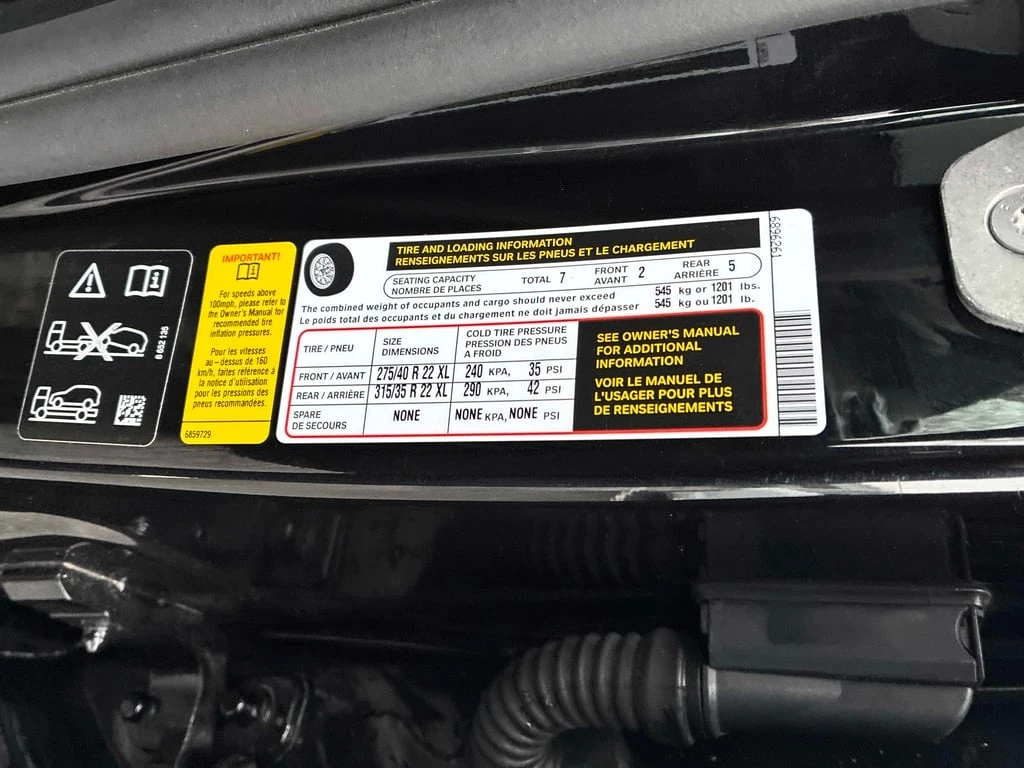 6 652 135
IMPORTANT!
For speeds above
100mph, please refer to
the Owner's Manual for
recommended tire
inflation pressures.
Pour les vitesses
au-dessus de 160
km/h, faites référence à
la notice d'utilisation
pour les pressions des
pneus recommandées.
6859729
TIRE AND LOADING INFORMATION
RENSEIGNEMENTS SUR LES PNEUS ET LE CHARGEMENT
SEATING CAPACITY
NOMBRE DE PLACES
TOTAL 7
FRONT
AVANT 2
REAR
ARRIÈRE 5
The combined weight of occupants and cargo should never exceed 545 kg or 1201 lbs.
Le poids total des occupants et du chargement ne doit jamais dépasser 545 kg ou 1201 lb.
TIRE / PNEU
SIZE
DIMENSIONS
COLD TIRE PRESSURE
PRESSION DES PNEUS
A FROID
FRONT / AVANT 275/40 R 22 XL 240 KPA, 35 PSI
REAR / ARRIÈRE 315/35 R 22 XL 290 KPA, 42 PSI
SPARE
DE SECOURS
NONE NONE KPA, NONE PSI
SEE OWNER'S MANUAL
FOR ADDITIONAL
INFORMATION
VOIR LE MANUEL DE
L'USAGER POUR PLUS
DE RENSEIGNEMENTS
6896261